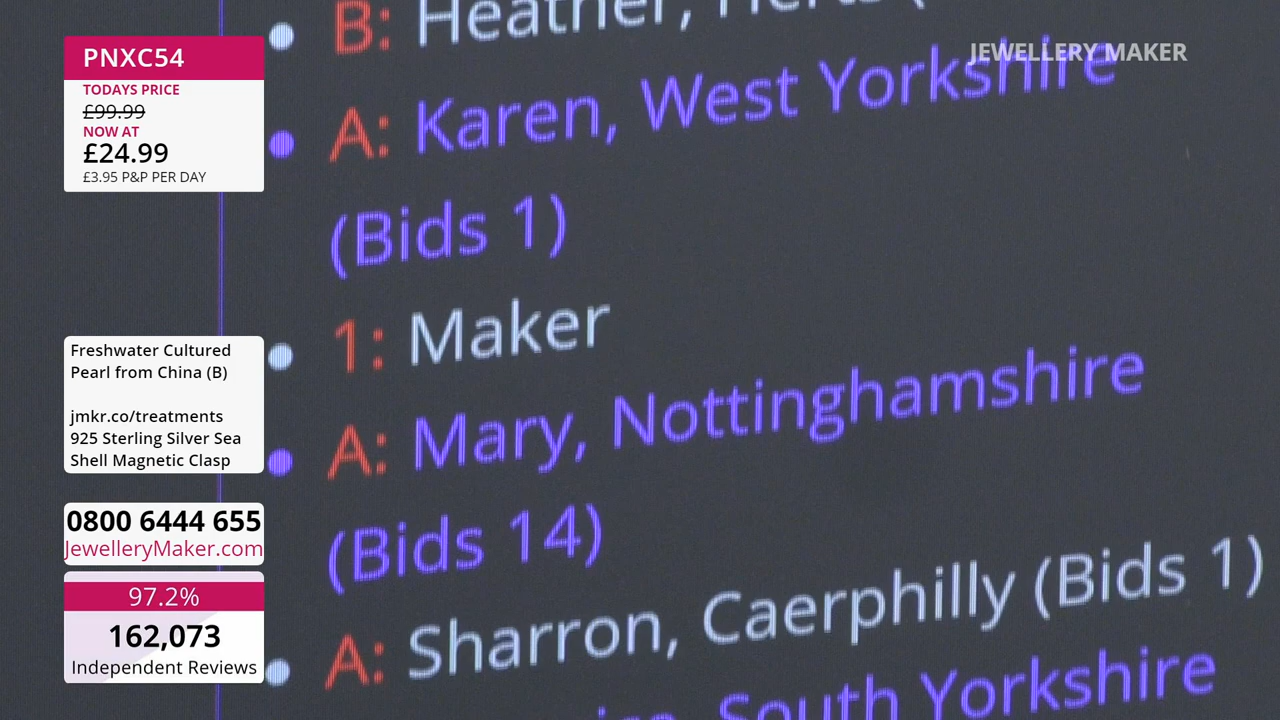 PNXC54
TODAYS PRICE
£99.99
NOW AT
£24.99
£3.95 P&P PER DAY
JEWELLERY MAKER
B: Heather, Herts (
A: Karen, West Yorkshire
(Bids 1)
1: Maker
A: Mary, Nottinghamshire
(Bids 14)
A: Sharron, Caerphilly (Bids 1)
South Yorkshire
Freshwater Cultured
Pearl from China (B)
jmkr.co/treatments
925 Sterling Silver Sea
Shell Magnetic Clasp
0800 6444 655
JewelleryMaker.com
97.2%
162,073
Independent Reviews